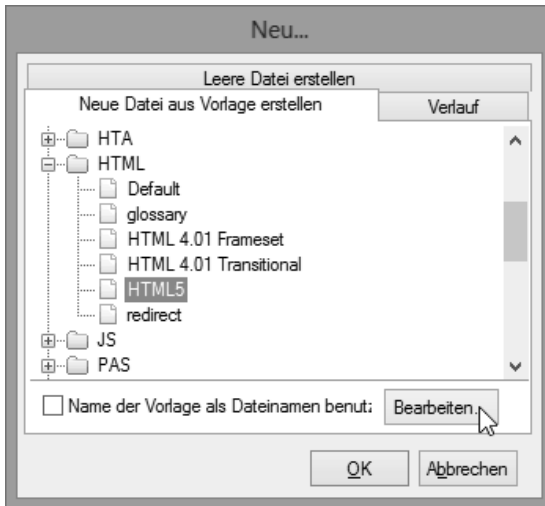 Neu...
Leere Datei erstellen
Neue Datei aus Vorlage erstellen
Verlauf
HTA
HTML
Default
glossary
HTML 4.01 Frameset
HTML 4.01 Transitional
HTML5
redirect
JS
PAS
Name der Vorlage als Dateinamen benut
Bearbeiten...
OK
Abbrechen